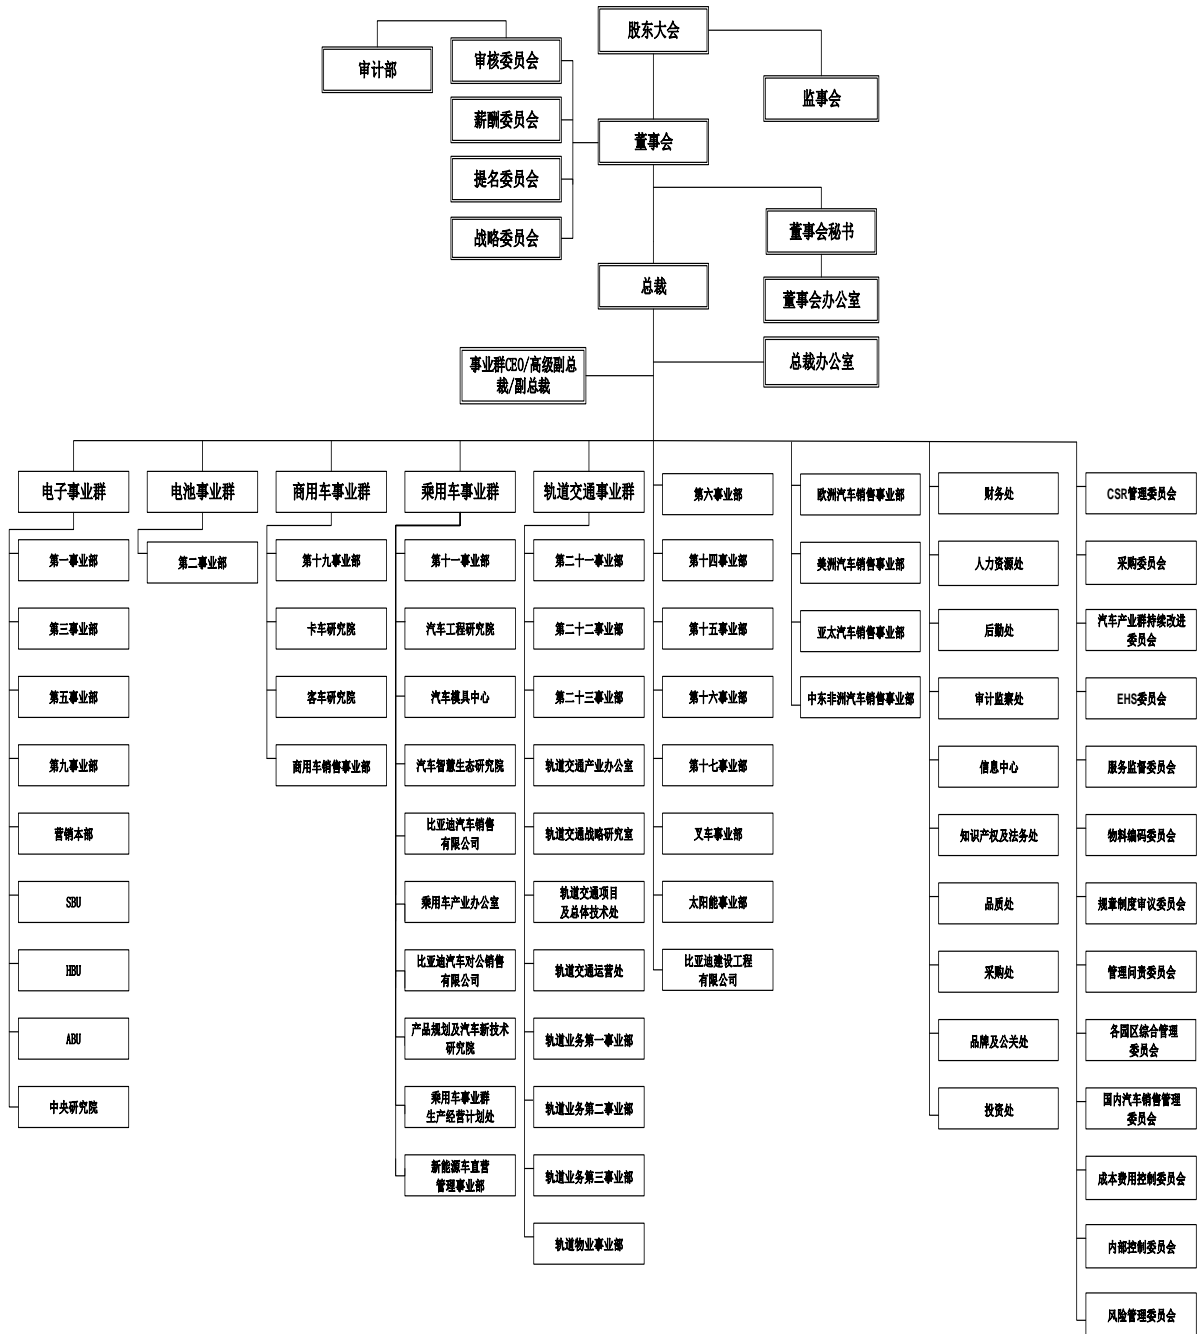 股东大会
审计部
审核委员会
监事会
薪酬委员会
董事会
提名委员会
战略委员会
董事会秘书
总裁
董事会办公室
事业群CEO/高级副总
裁/副总裁
总裁办公室
电子事业群
第一事业部
第三事业部
第五事业部
第九事业部
营销本部
SBU
HBU
ABU
中央研究院
电池事业群
第二事业部
商用车事业群
第十九事业部
卡车研究院
客车研究院
商用车销售事业部
乘用车事业群
第十一事业部
汽车工程研究院
汽车模具中心
汽车智慧生态研究院
比亚迪汽车销售
有限公司
乘用车产业办公室
比亚迪汽车对公销售
有限公司
产品规划及汽车新技术
研究院
乘用车事业群
生产经营计划处
新能源车直营
管理事业部
轨道交通事业群
第二十一事业部
第二十二事业部
第二十三事业部
轨道交通产业办公室
轨道交通战略研究室
轨道交通项目
及总体技术处
轨道交通运营处
轨道业务第一事业部
轨道业务第二事业部
轨道业务第三事业部
轨道物业事业部
第六事业部
第十四事业部
第十五事业部
第十六事业部
第十七事业部
叉车事业部
太阳能事业部
比亚迪建设工程
有限公司
欧洲汽车销售事业部
美洲汽车销售事业部
亚太汽车销售事业部
中东非洲汽车销售事业部
财务处
人力资源处
后勤处
审计监察处
信息中心
知识产权及法务处
品质处
采购处
品牌及公关处
投资处
CSR管理委员会
采购委员会
汽车产业群持续改进
委员会
EHS委员会
服务监督委员会
物料编码委员会
规章制度审议委员会
管理问责委员会
各园区综合管理
委员会
国内汽车销售管理
委员会
成本费用控制委员会
内部控制委员会
风险管理委员会